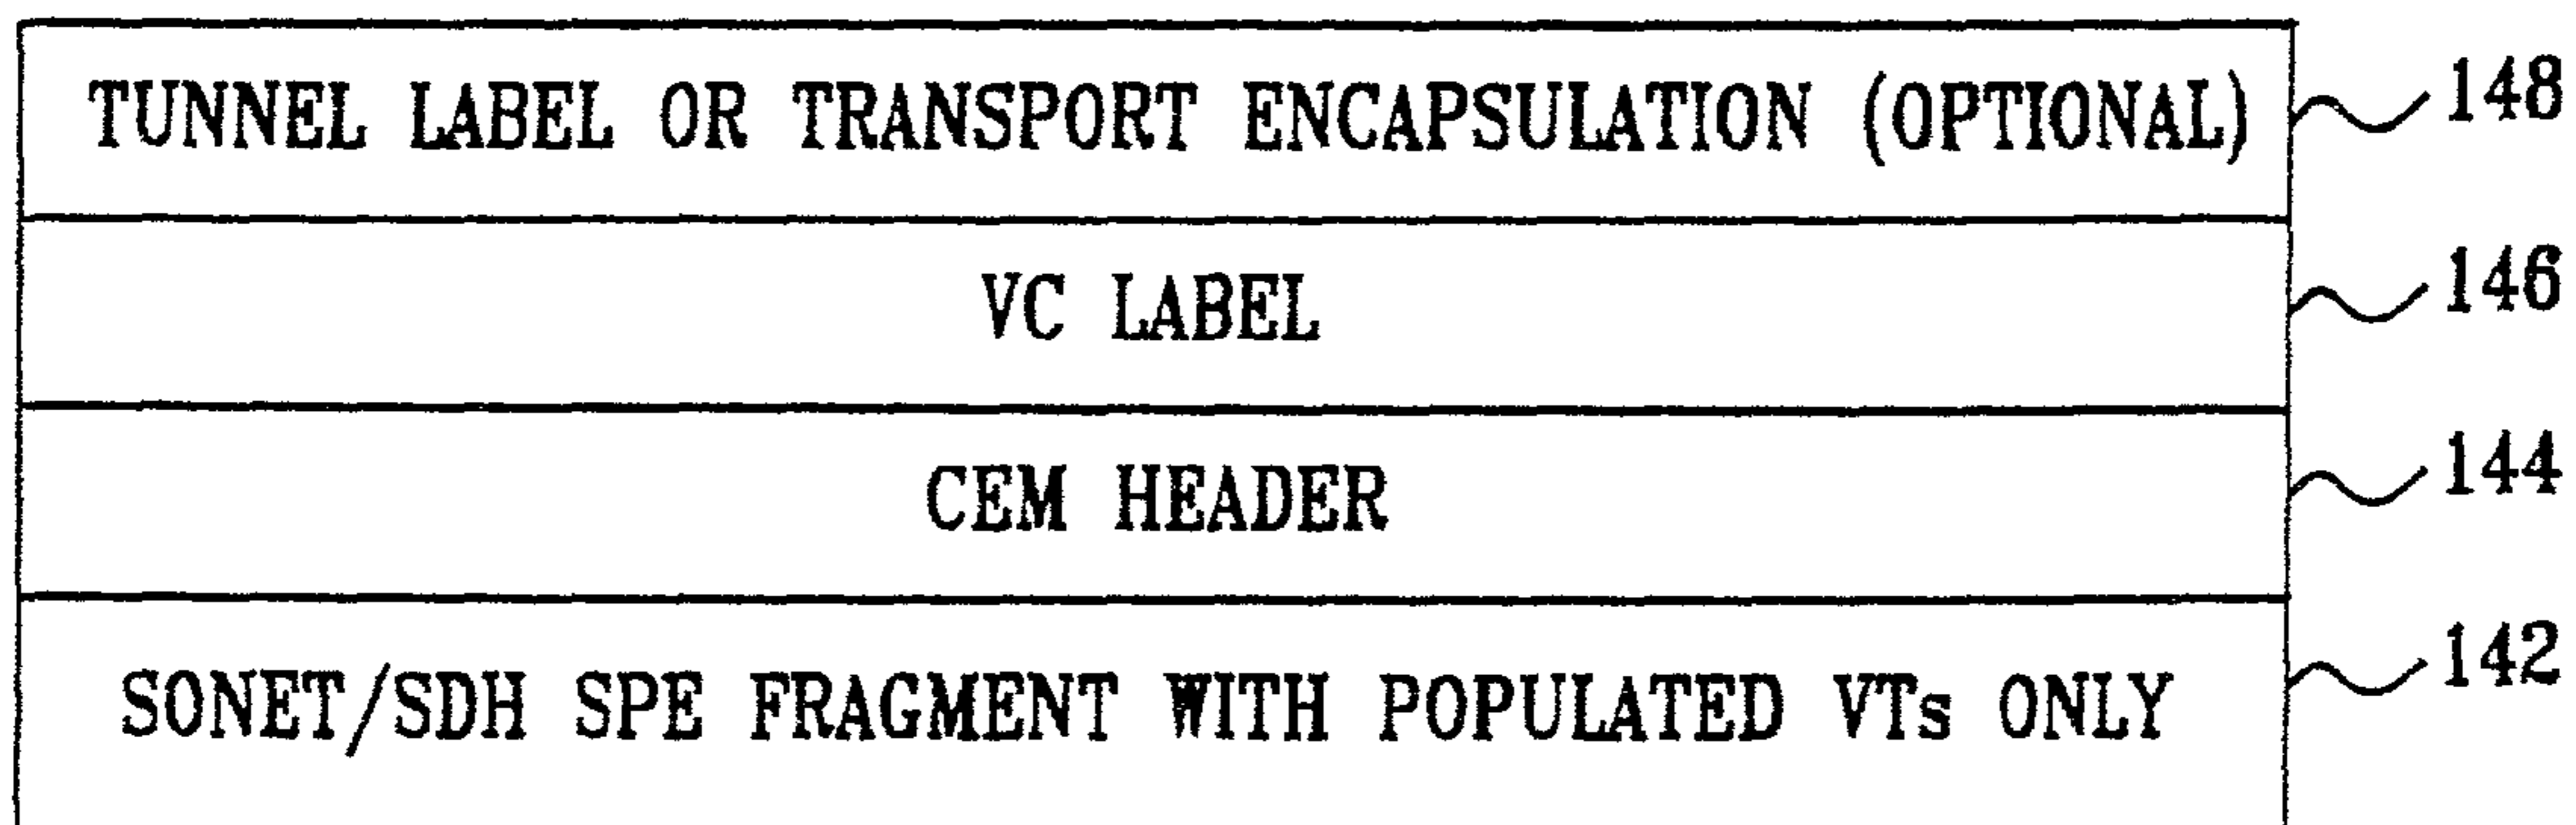 TUNNEL LABEL OR TRANSPORT ENCAPSULATION (OPTIONAL) 148
VC LABEL 146
CEM HEADER 144
SONET/SDH SPE FRAGMENT WITH POPULATED VTs ONLY 142